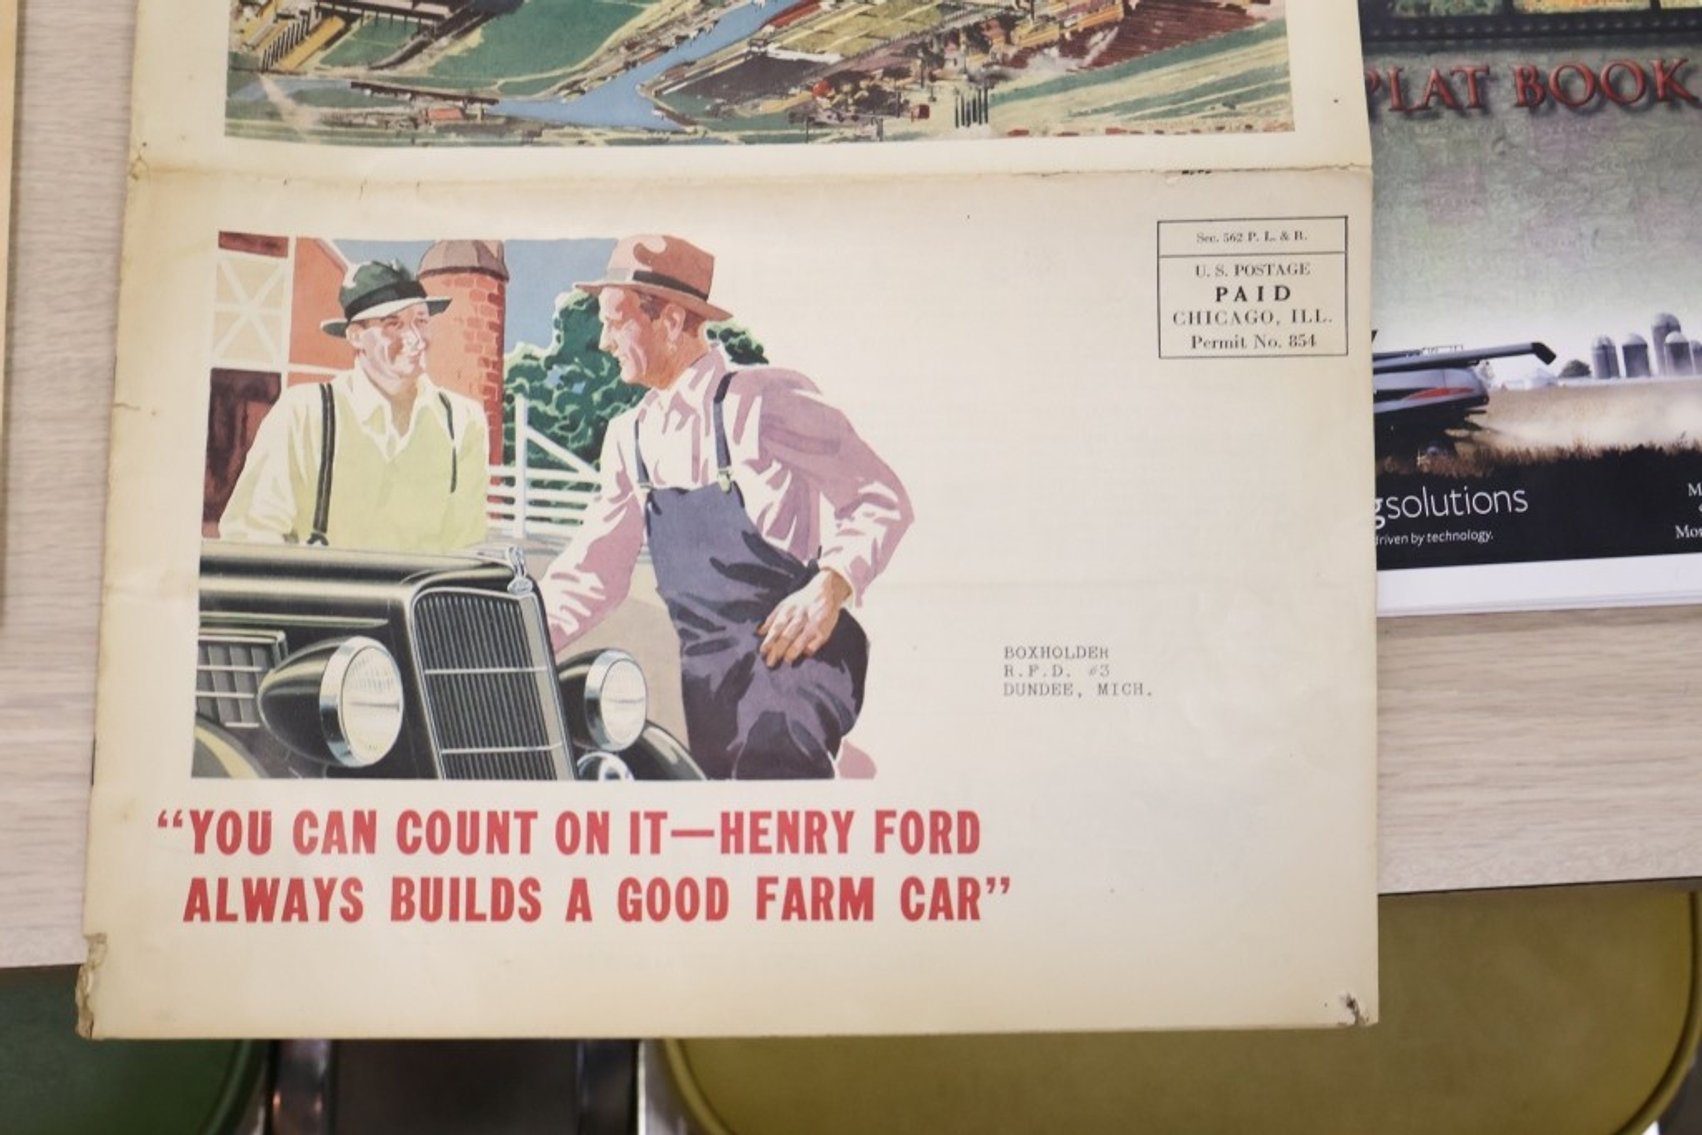 PLAT BOOK
Sec. 562 P. L. & R.
U. S. POSTAGE
PAID
CHICAGO, ILL.
Permit No. 854
BOXHOLDER
R.F.D. #3
DUNDEE, MICH.
"YOU CAN COUNT ON IT—HENRY FORD
ALWAYS BUILDS A GOOD FARM CAR"
gsolutions
driven by technology.